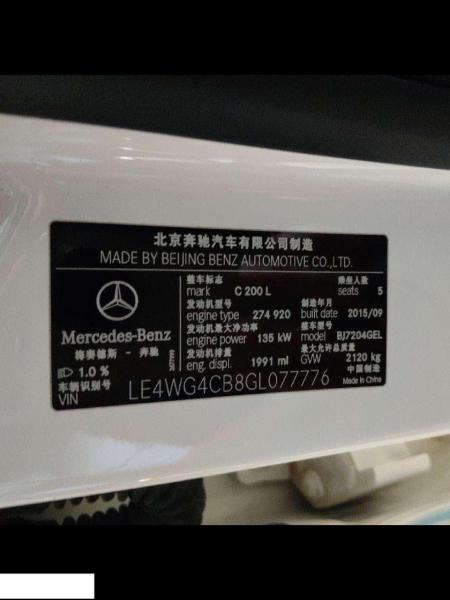 北京奔驰汽车有限公司制造
MADE BY BEIJING BENZ AUTOMOTIVE CO.,LTD.
整车标志 乘坐人数
mark C 200 L seats 5
发动机型号 制造年月
engine type 274 920 built date 2015/09
发动机最大净功率 整车型号
engine power 135 kW model BJ7204GEL
发动机排量 最大允许总质量
eng. displ. 1991 ml GVW 2120 kg
Mercedes-Benz
梅赛德斯 - 奔驰
1.0 %
中国制造
Made in China
车辆识别代号
VIN LE4WG4CB8GL077776